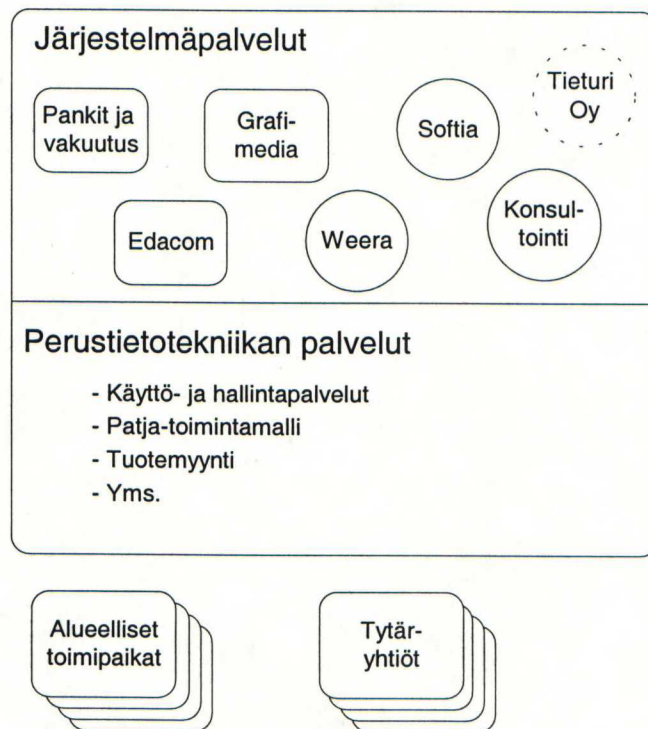 Järjestelmäpalvelut
Pankit ja
vakuutus
Grafi-
media
Softia
Tieturi
Oy
Edacom
Weera
Konsul-
tointi
Perustietotekniikan palvelut
- Käyttö- ja hallintapalvelut
- Patja-toimintamalli
- Tuotemyynti
- Yms.
Alueelliset
toimipaikat
Tytär-
yhtiöt